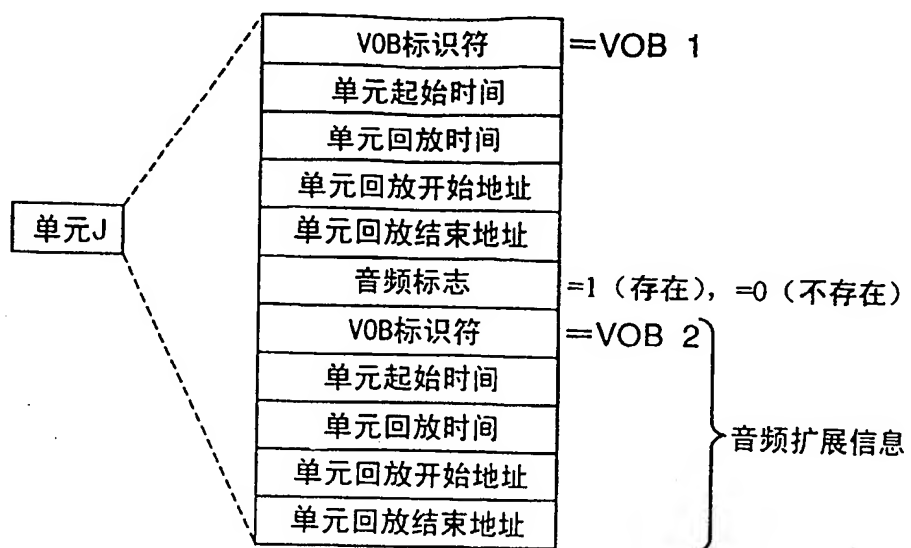 VOB标识符 =VOB 1
单元起始时间
单元回放时间
单元回放开始地址
单元J
单元回放结束地址
音频标志 =1（存在），=0（不存在）
VOB标识符 =VOB 2
单元起始时间
单元回放时间
音频扩展信息
单元回放开始地址
单元回放结束地址